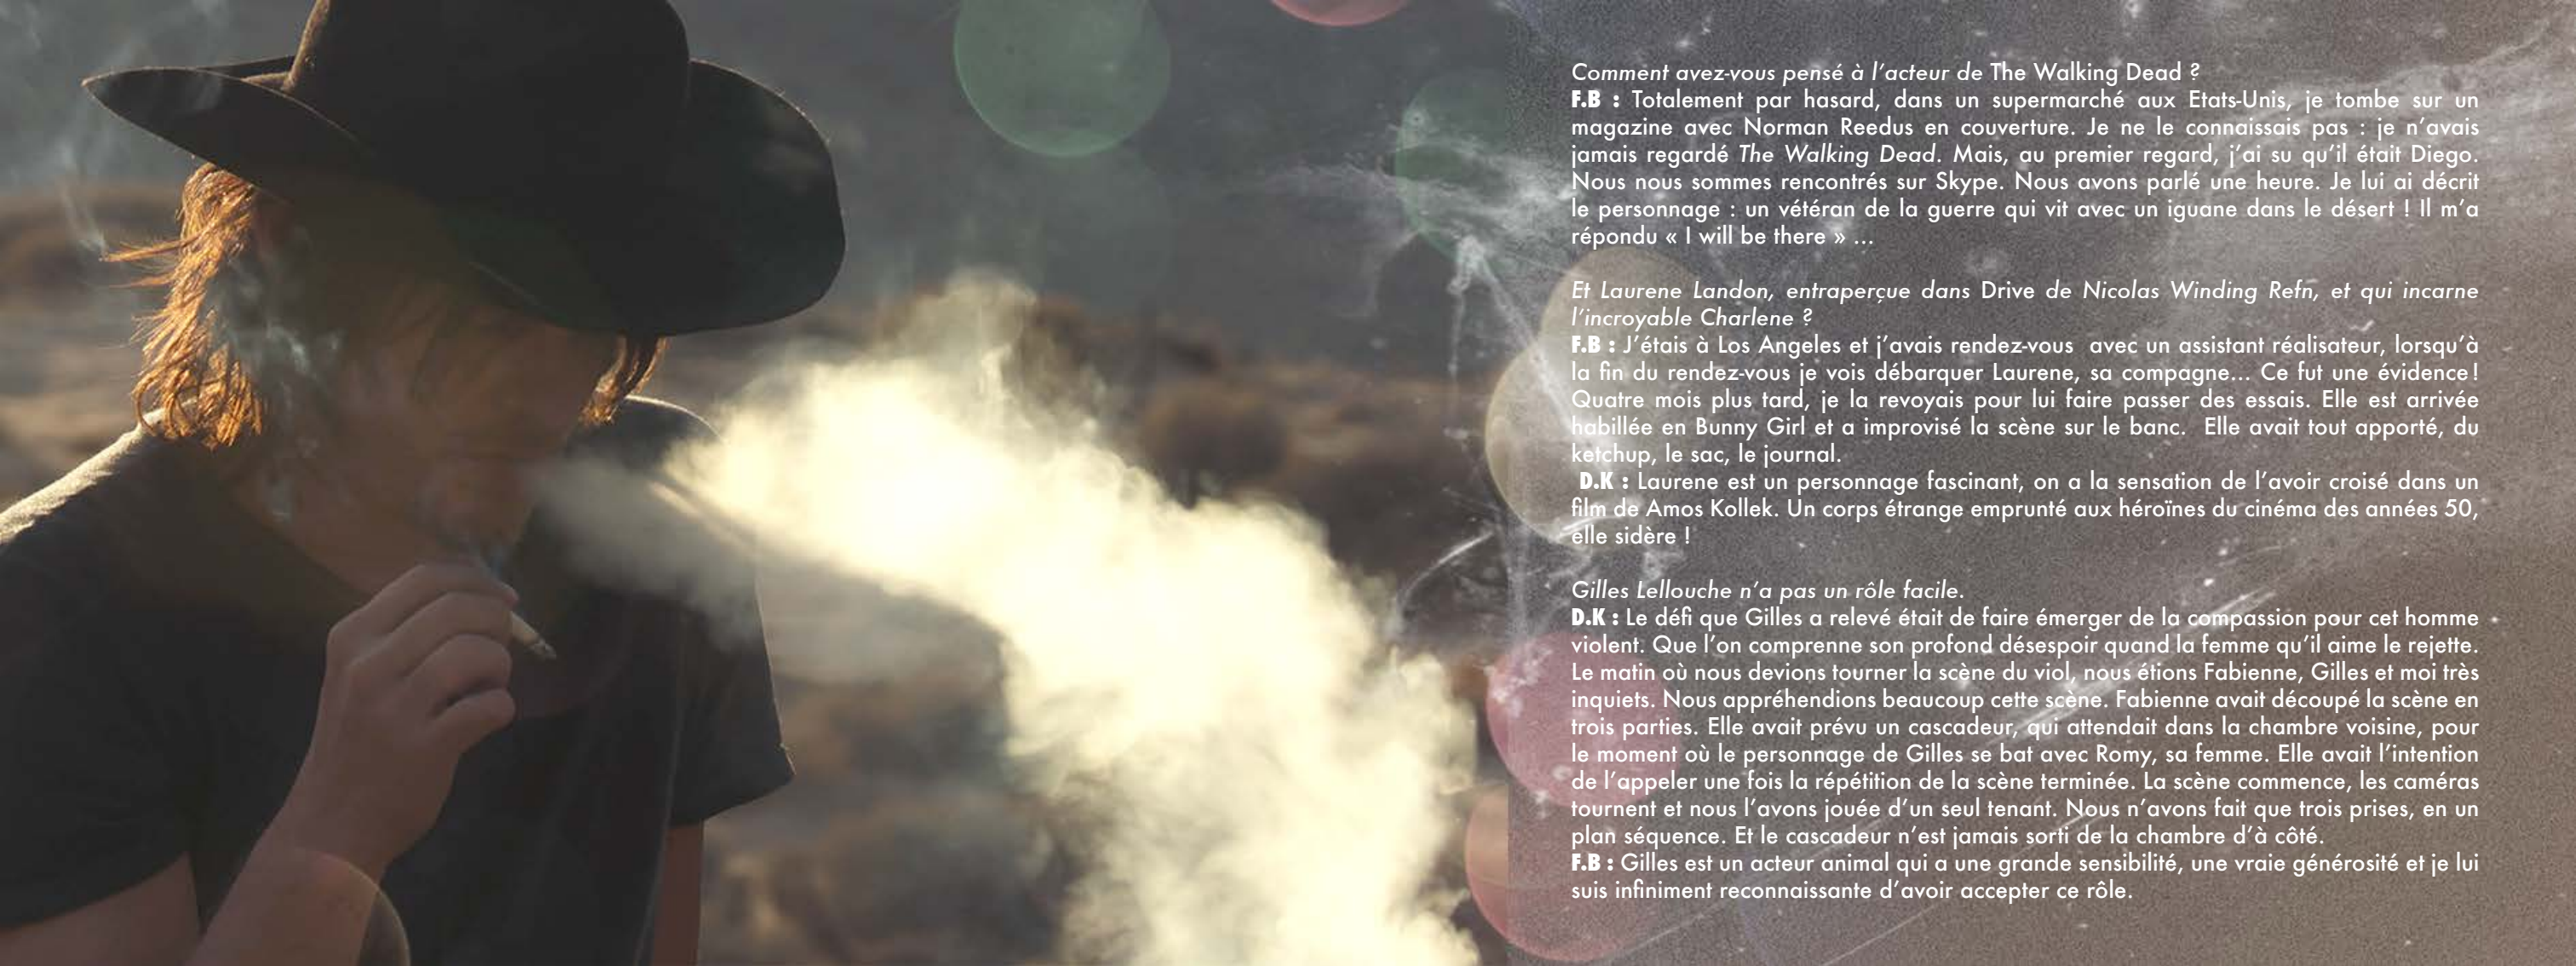 Comment avez-vous pensé à l'acteur de The Walking Dead ?
F.B : Totalement par hasard, dans un supermarché aux Etats-Unis, je tombe sur un
magazine avec Norman Reedus en couverture. Je ne le connaissais pas : je n'avais
jamais regardé The Walking Dead. Mais, au premier regard, j'ai su qu'il était Diego.
Nous nous sommes rencontrés sur Skype. Nous avons parlé une heure. Je lui ai décrit
le personnage : un vétéran de la guerre qui vit avec un iguane dans le désert ! Il m'a
répondu « I will be there » ...
Et Laurene Landon, entraperçue dans Drive de Nicolas Winding Refn, et qui incarne
l'incroyable Charlene ?
F.B : J'étais à Los Angeles et j'avais rendez-vous avec un assistant réalisateur, lorsqu'à
la fin du rendez-vous je vois débarquer Laurene, sa compagne... Ce fut une évidence!
Quatre mois plus tard, je la revoyais pour lui faire passer des essais. Elle est arrivée
habillée en Bunny Girl et a improvisé la scène sur le banc. Elle avait tout apporté, du
ketchup, le sac, le journal.
D.K : Laurene est un personnage fascinant, on a la sensation de l'avoir croisé dans un
film de Amos Kollek. Un corps étrange emprunté aux héroïnes du cinéma des années 50,
elle sidère !
Gilles Lellouche n'a pas un rôle facile.
D.K : Le défi que Gilles a relevé était de faire émerger de la compassion pour cet homme
violent. Que l'on comprenne son profond désespoir quand la femme qu'il aime le rejette.
Le matin où nous devions tourner la scène du viol, nous étions Fabienne, Gilles et moi très
inquiets. Nous appréhendions beaucoup cette scène. Fabienne avait découpé la scène en
trois parties. Elle avait prévu un cascadeur, qui attendait dans la chambre voisine, pour
le moment où le personnage de Gilles se bat avec Romy, sa femme. Elle avait l'intention
de l'appeler une fois la répétition de la scène terminée. La scène commence, les caméras
tournent et nous l'avons jouée d'un seul tenant. Nous n'avons fait que trois prises, en un
plan séquence. Et le cascadeur n'est jamais sorti de la chambre d'à côté.
F.B : Gilles est un acteur animal qui a une grande sensibilité, une vraie générosité et je lui
suis infiniment reconnaissante d'avoir accepter ce rôle.